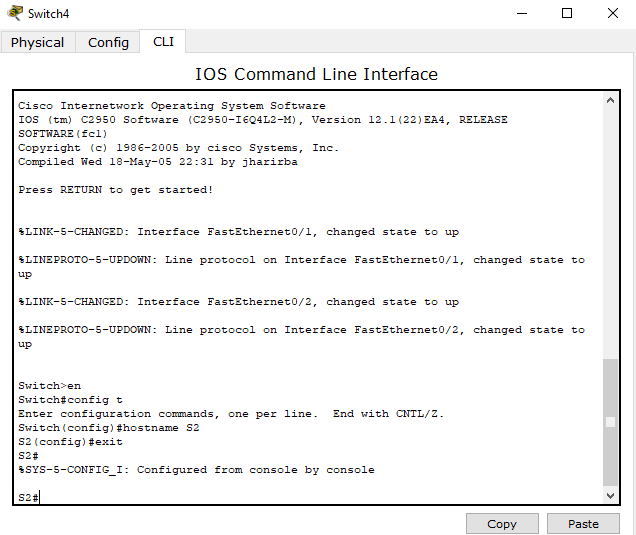 Switch4
Physical Config CLI
IOS Command Line Interface
Cisco Internetwork Operating System Software
IOS (tm) C2950 Software (C2950-I6Q4L2-M), Version 12.1(22)EA4, RELEASE
SOFTWARE(fc1)
Copyright (c) 1986-2005 by cisco Systems, Inc.
Compiled Wed 18-May-05 22:31 by jharirba
Press RETURN to get started!
%LINK-5-CHANGED: Interface FastEthernet0/1, changed state to up
%LINEPROTO-5-UPDOWN: Line protocol on Interface FastEthernet0/1, changed state to
up
%LINK-5-CHANGED: Interface FastEthernet0/2, changed state to up
%LINEPROTO-5-UPDOWN: Line protocol on Interface FastEthernet0/2, changed state to
up
Switch>en
Switch#config t
Enter configuration commands, one per line.  End with CNTL/Z.
Switch(config)#hostname S2
S2(config)#exit
S2#
%SYS-5-CONFIG_I: Configured from console by console
S2#
Copy Paste